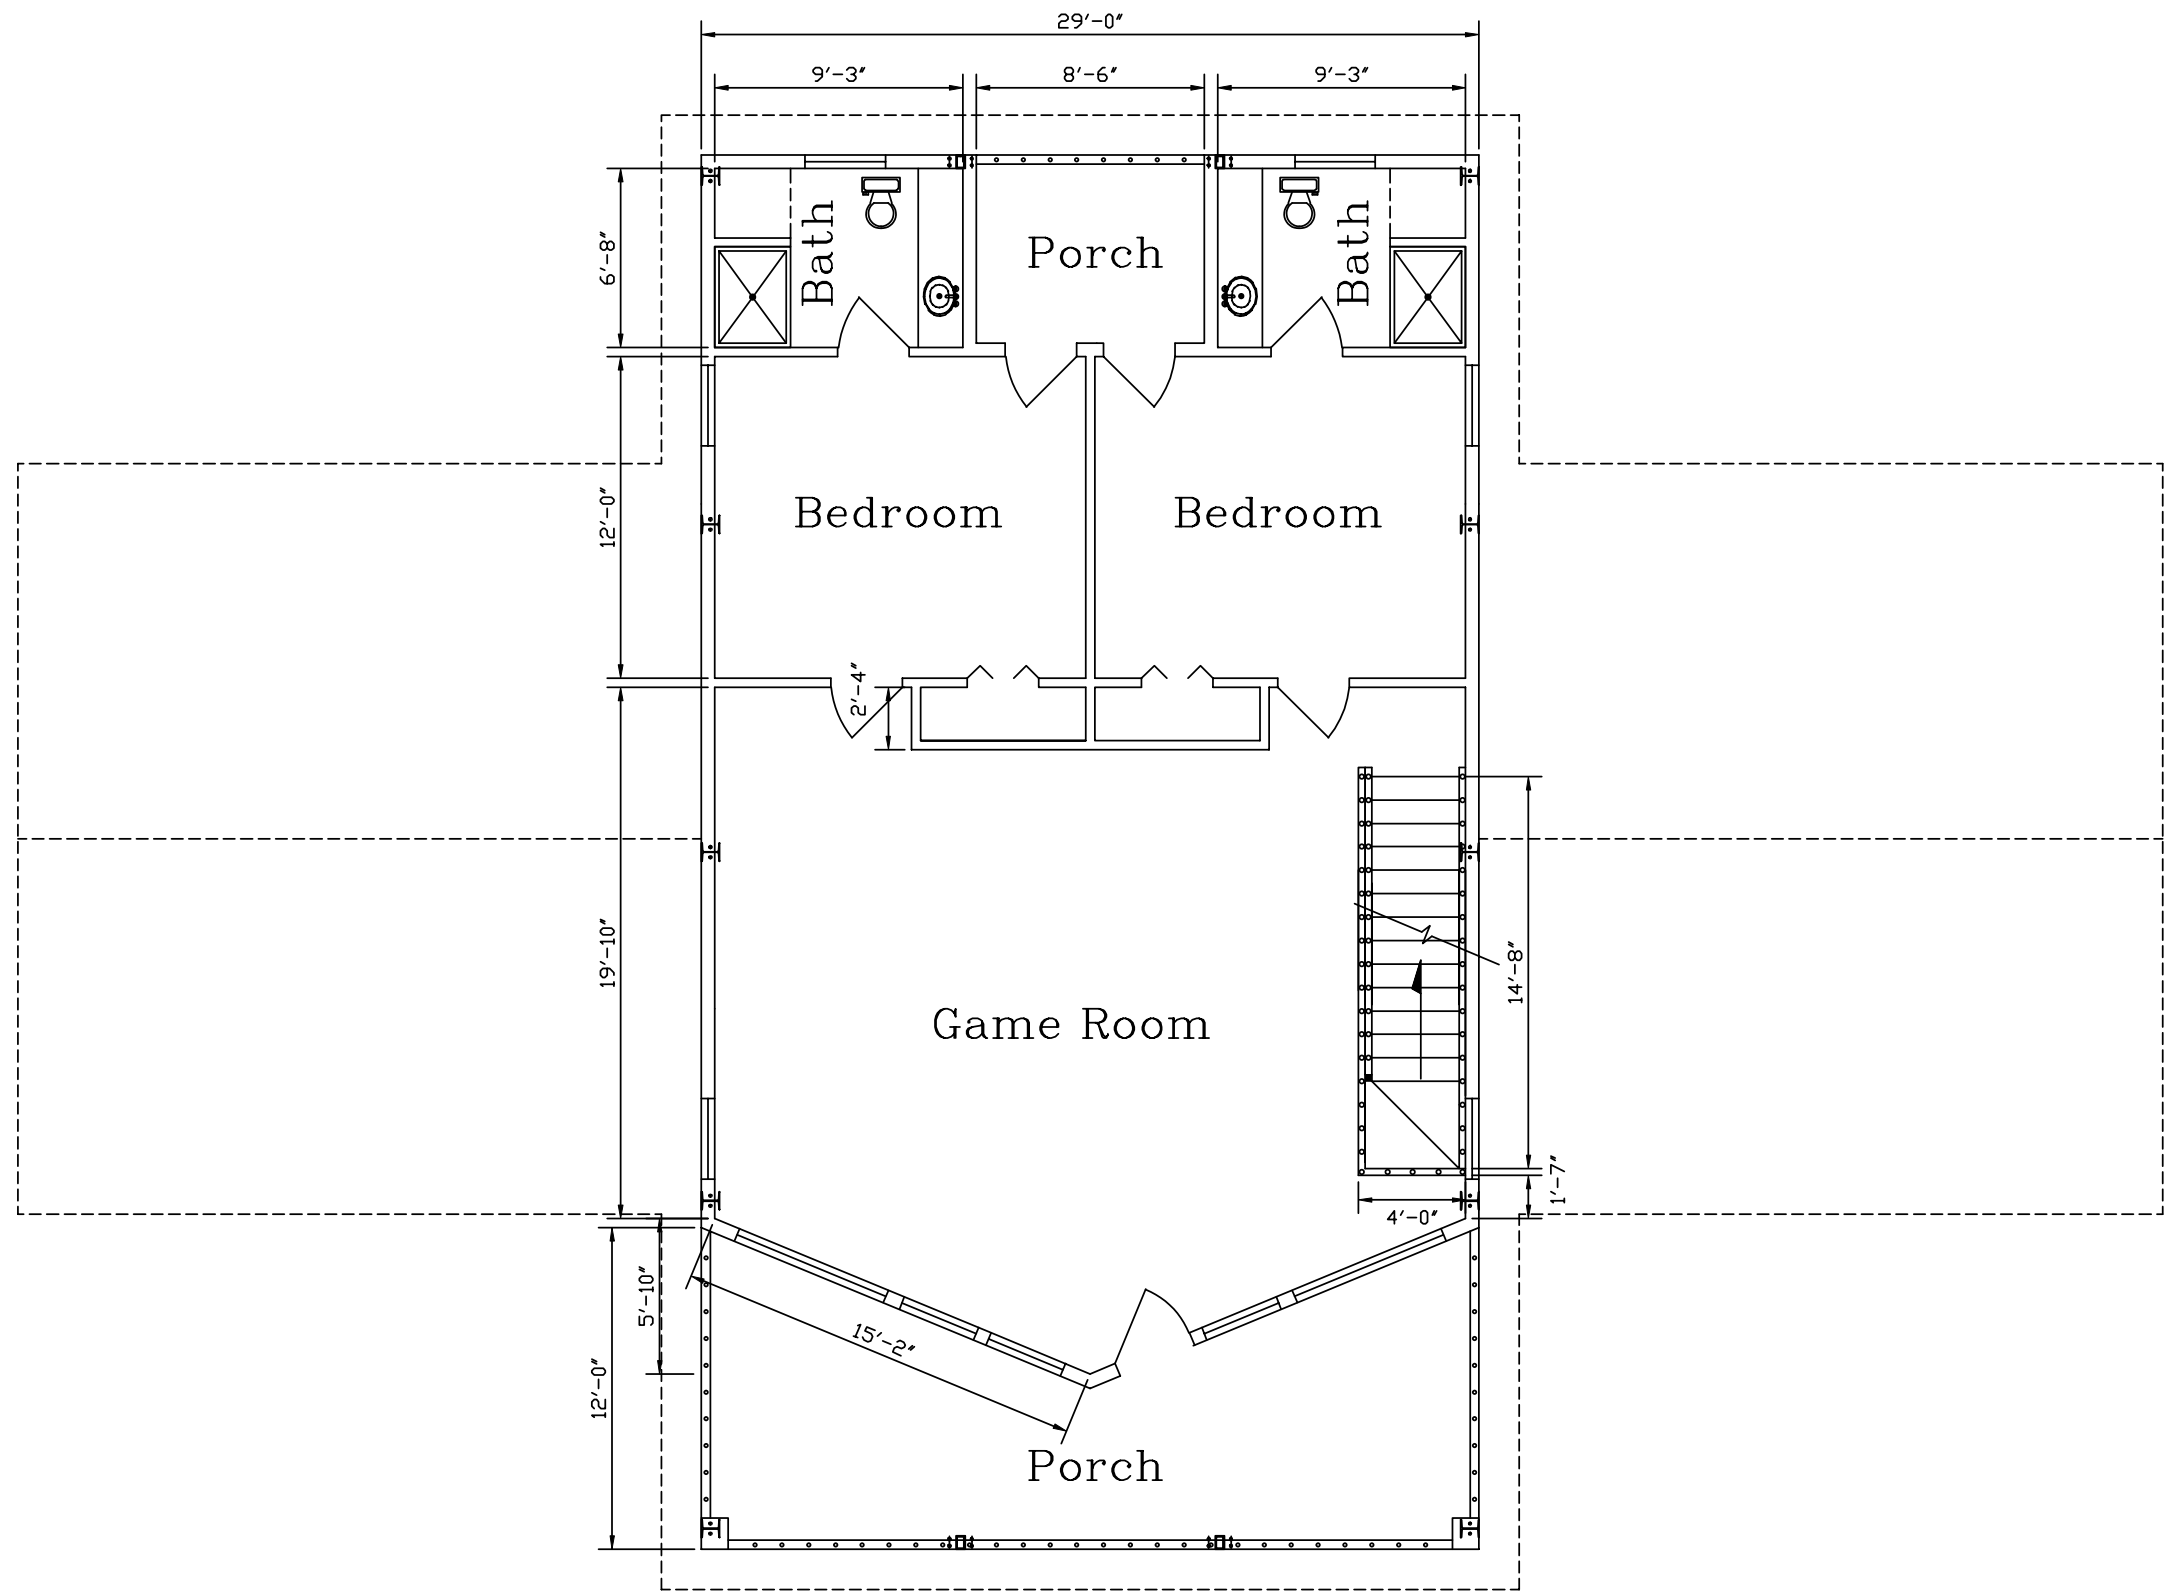 29'-0"
9'-3"
8'-6"
9'-3"
6'-8"
Bath
Porch
Bath
12'-0"
Bedroom
Bedroom
2'-4"
19'-10"
14'-8"
Game Room
1'-7"
4'-0"
5'-10"
15'-2"
12'-0"
Porch